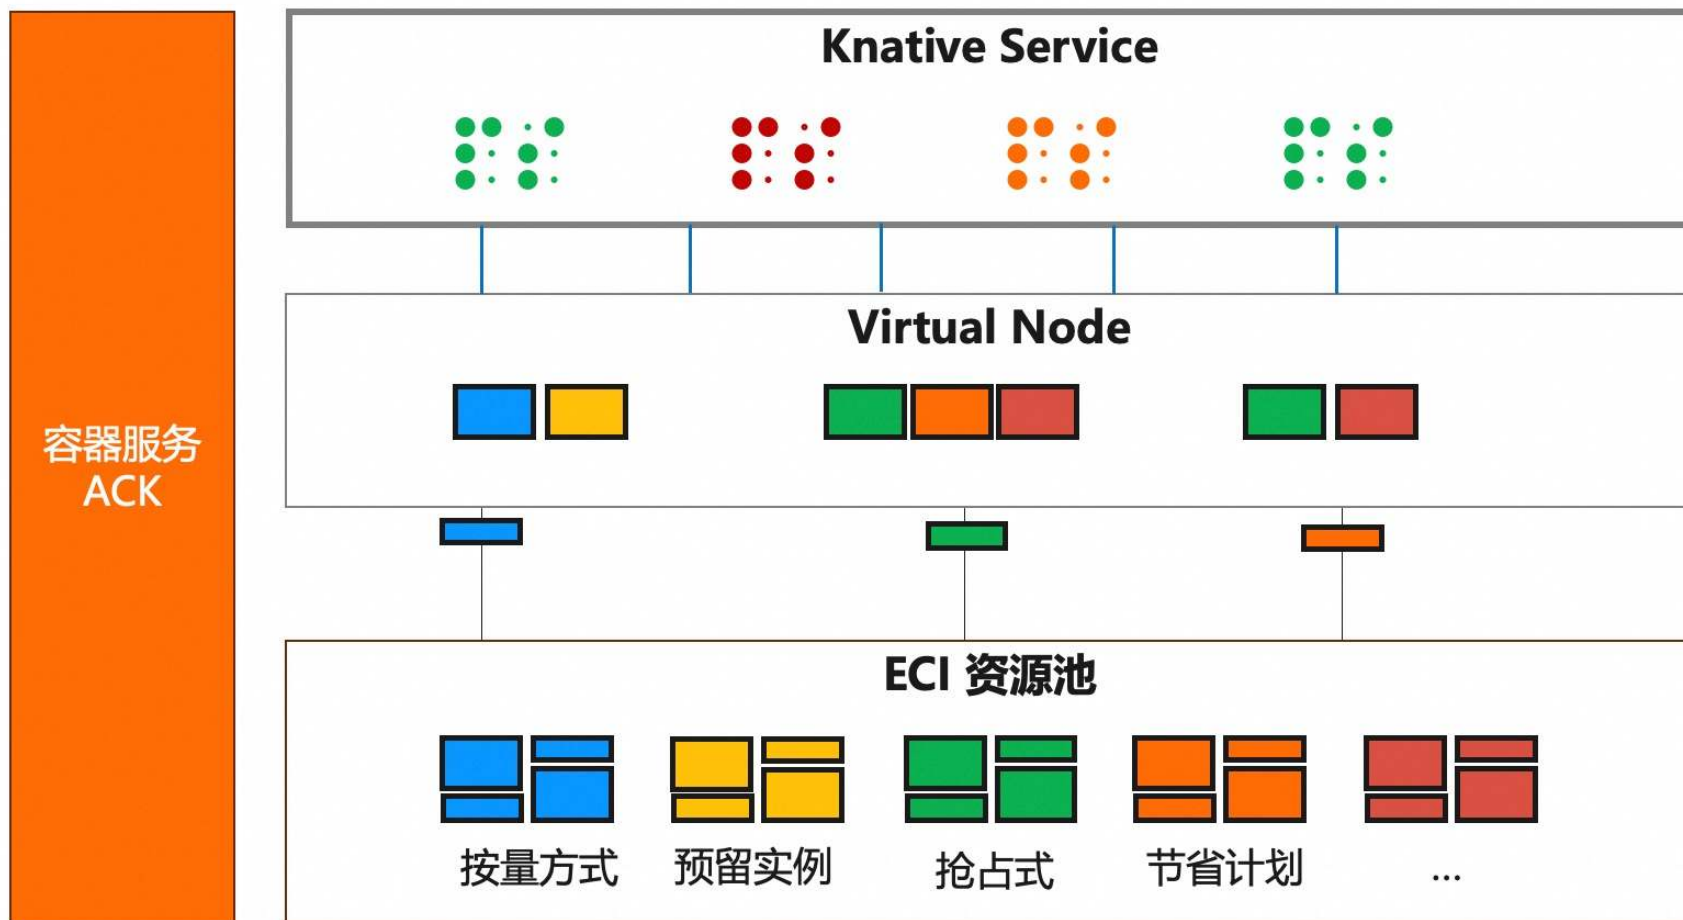 容器服务
ACK
Knative Service
Virtual Node
ECI 资源池
按量方式
预留实例
抢占式
节省计划
...